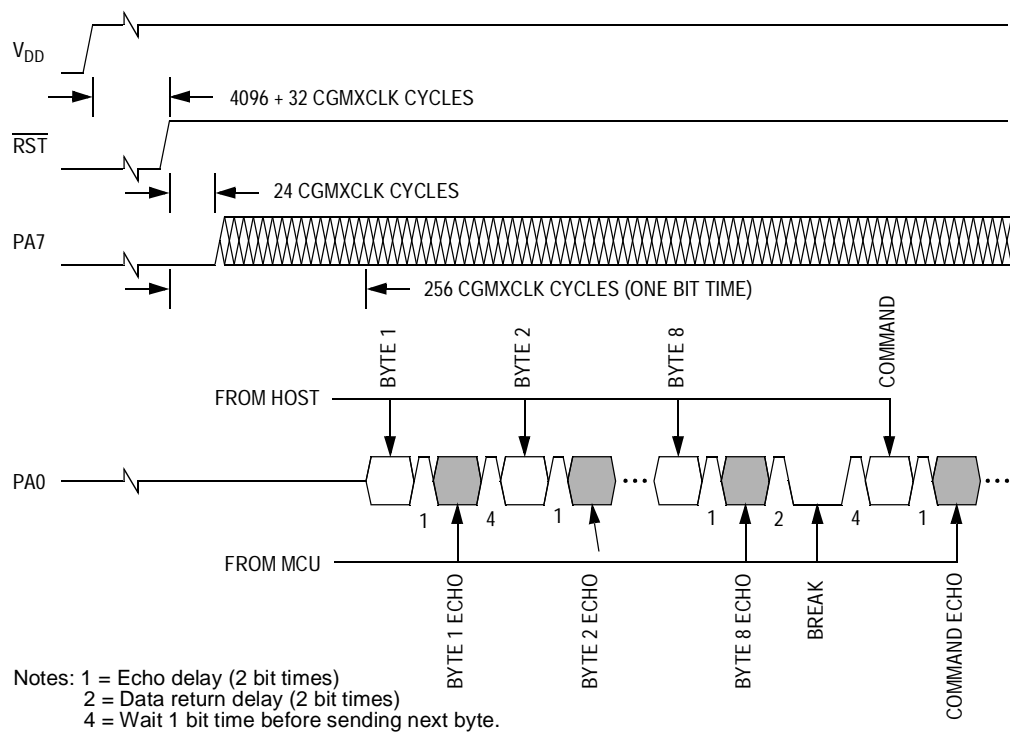 VDD
4096 + 32 CGMXCLK CYCLES
RST
24 CGMXCLK CYCLES
PA7
256 CGMXCLK CYCLES (ONE BIT TIME)
BYTE 1
BYTE 2
BYTE 8
COMMAND
FROM HOST
PA0
1
4
1
1
2
4
1
FROM MCU
BYTE 1 ECHO
BYTE 2 ECHO
BYTE 8 ECHO
BREAK
COMMAND ECHO
Notes: 1 = Echo delay (2 bit times)
2 = Data return delay (2 bit times)
4 = Wait 1 bit time before sending next byte.